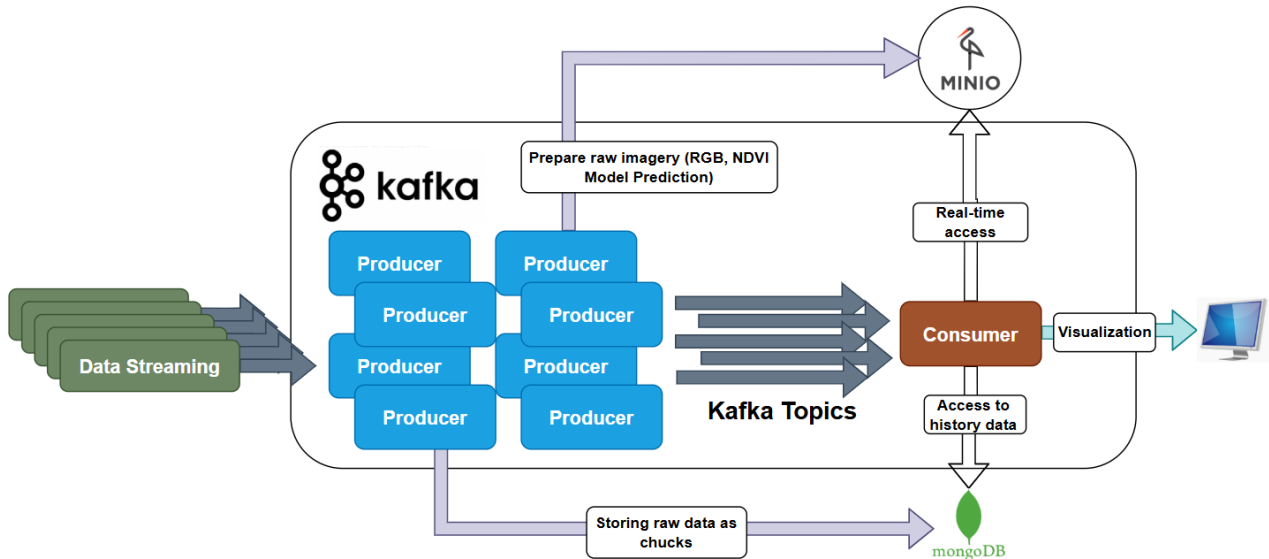 MINIO
Prepare raw imagery (RGB, NDVI
Model Prediction)
kafka
Real-time
access
Producer
Producer
Producer
Producer
Producer
Producer
Producer
Producer
Data Streaming
Consumer
Visualization
Kafka Topics
Access to
history data
Storing raw data as
chucks
mongoDB